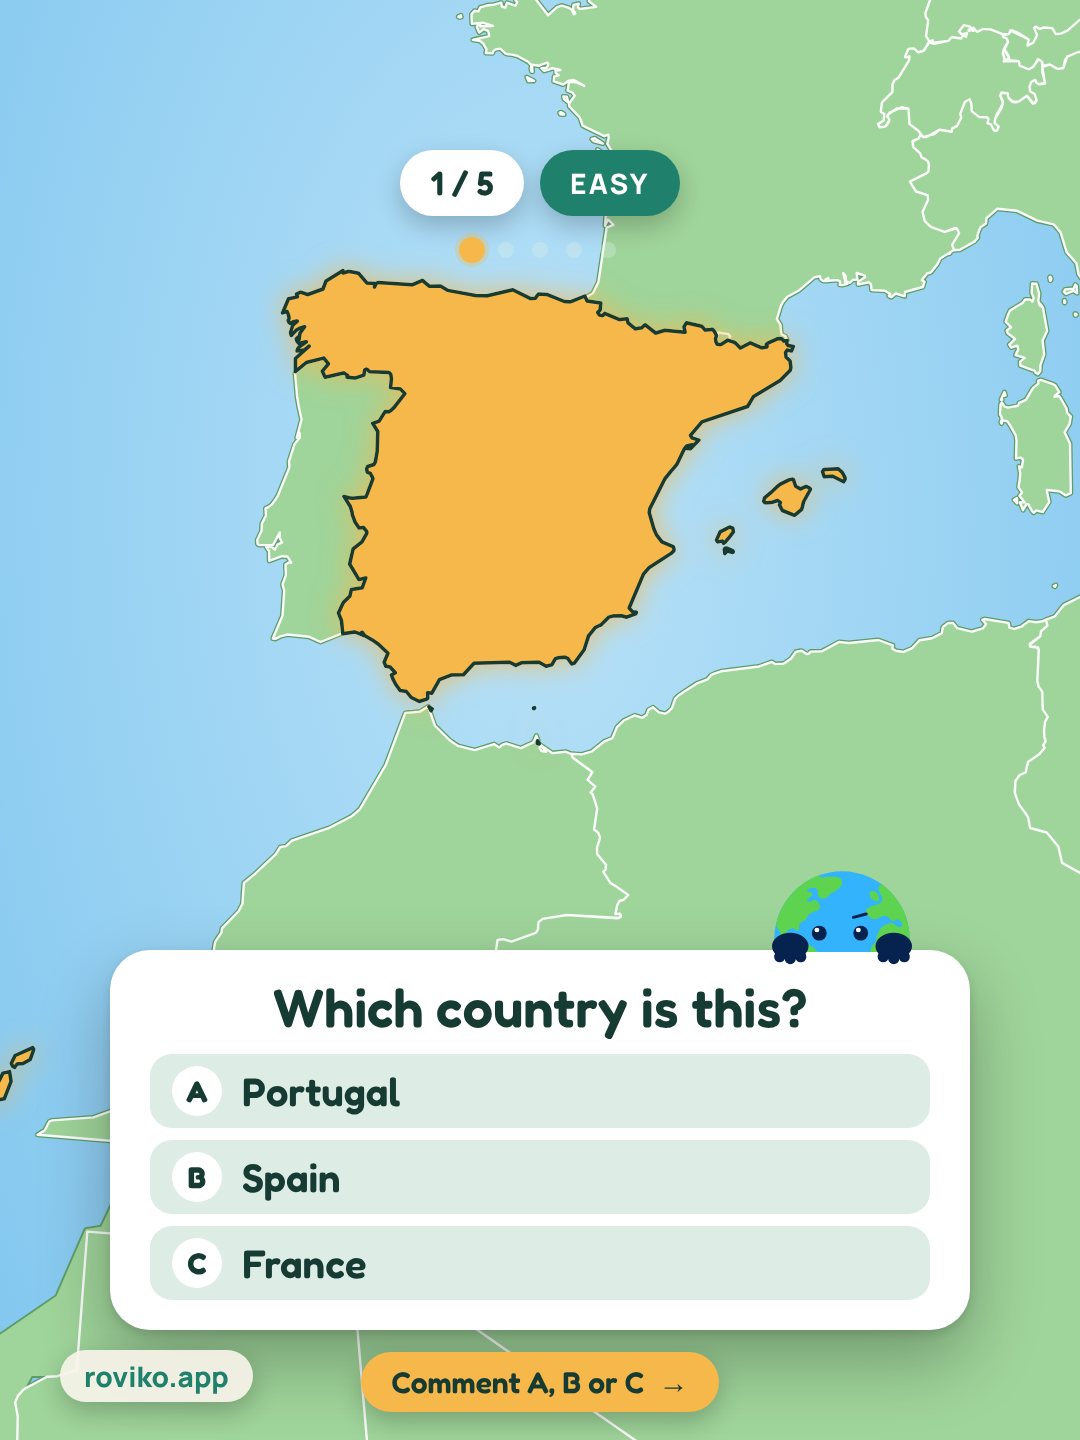 1 / 5
EASY
Which country is this?
A Portugal
B Spain
C France
roviko.app
Comment A, B or C →